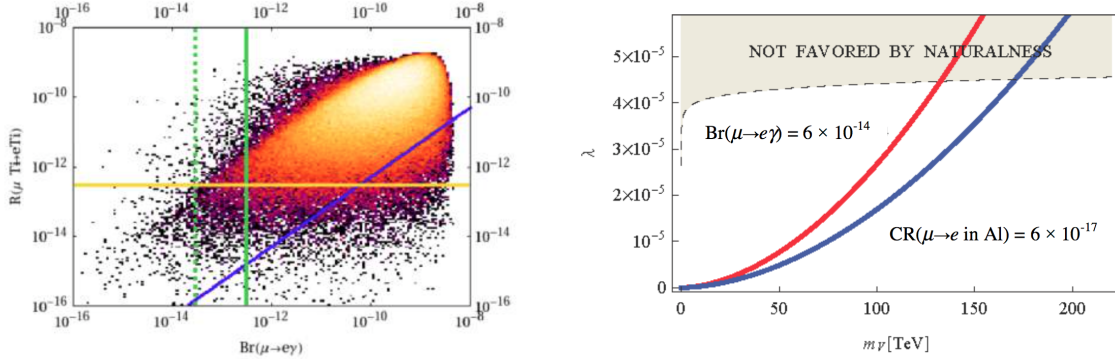 10⁻¹⁶ 10⁻¹⁴ 10⁻¹² 10⁻¹⁰ 10⁻⁸
10⁻⁸ 10⁻⁸
10⁻¹⁰ 10⁻¹⁰
10⁻¹² 10⁻¹²
10⁻¹⁴ 10⁻¹⁴
10⁻¹⁶ 10⁻¹⁶
R(μ Ti→eTi)
10⁻¹⁶ 10⁻¹⁴ 10⁻¹² 10⁻¹⁰ 10⁻⁸
Br(μ→eγ)
NOT FAVORED BY NATURALNESS
Br(μ→eγ) = 6 × 10⁻¹⁴
CR(μ→e in Al) = 6 × 10⁻¹⁷
5×10⁻⁵
4×10⁻⁵
3×10⁻⁵
2×10⁻⁵
10⁻⁵
0
λ
0 50 100 150 200
mᵥ [TeV]